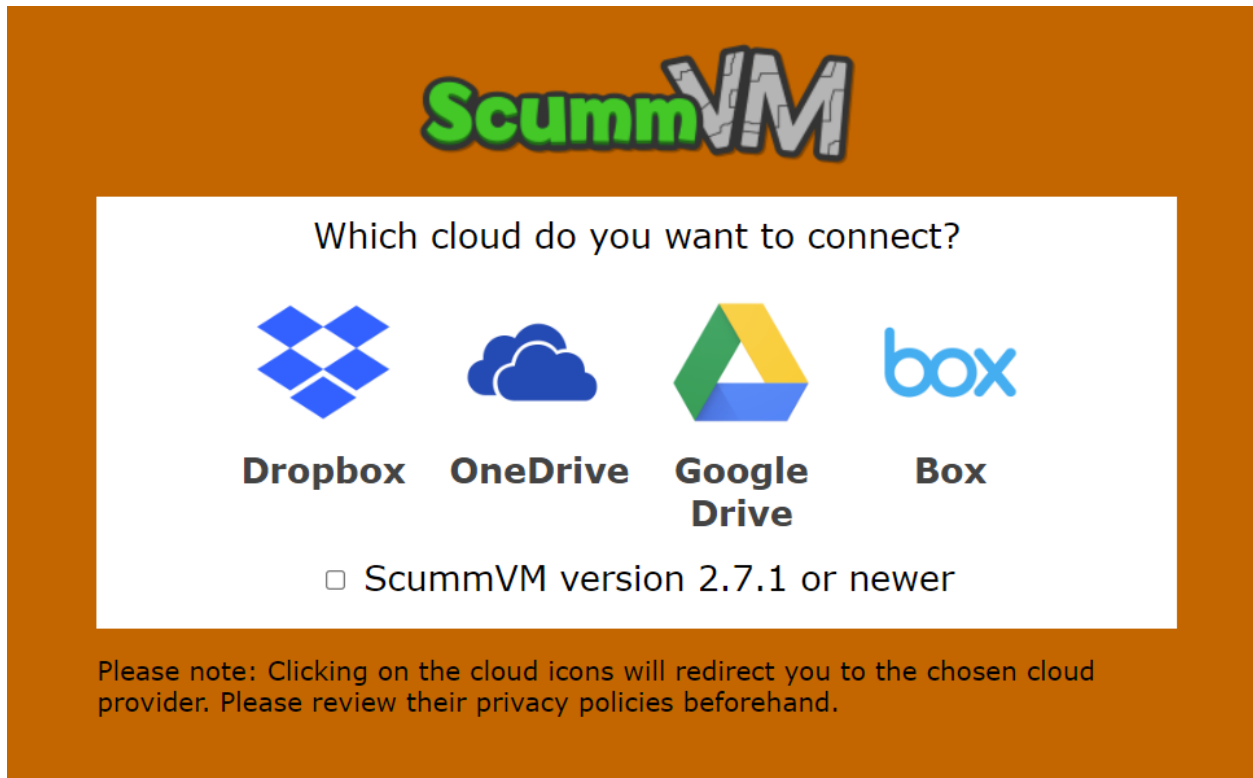 ScummVM
Which cloud do you want to connect?
box
Dropbox OneDrive Google Drive Box
ScummVM version 2.7.1 or newer
Please note: Clicking on the cloud icons will redirect you to the chosen cloud
provider. Please review their privacy policies beforehand.